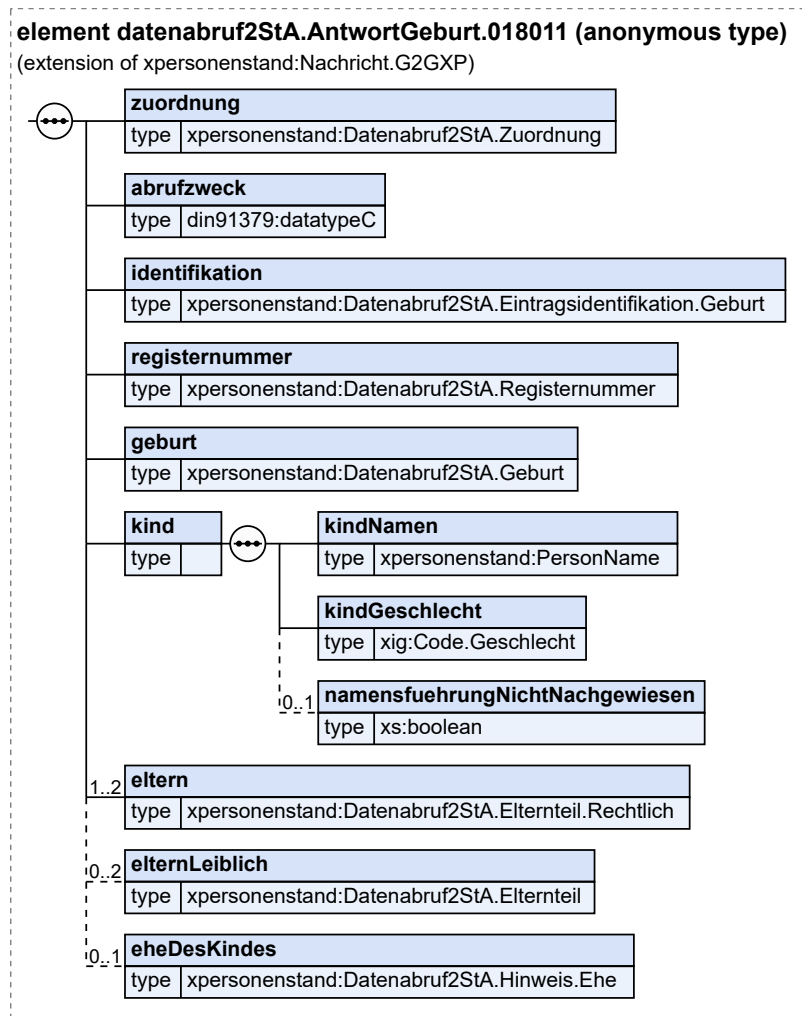 element datenabruf2StA.AntwortGeburt.018011 (anonymous type)
(extension of xpersonenstand:Nachricht.G2GXP)
zuordnung
type xpersonenstand:Datenabruf2StA.Zuordnung
abrufzweck
type din91379:datatypeC
identifikation
type xpersonenstand:Datenabruf2StA.Eintragsidentifikation.Geburt
registernummer
type xpersonenstand:Datenabruf2StA.Registernummer
geburt
type xpersonenstand:Datenabruf2StA.Geburt
kind
type
kindNamen
type xpersonenstand:PersonName
kindGeschlecht
type xig:Code.Geschlecht
0..1 namensfuehrungNichtNachgewiesen
type xs:boolean
1..2 eltern
type xpersonenstand:Datenabruf2StA.Elternteil.Rechtlich
0..2 elternLeiblich
type xpersonenstand:Datenabruf2StA.Elternteil
0..1 eheDesKindes
type xpersonenstand:Datenabruf2StA.Hinweis.Ehe